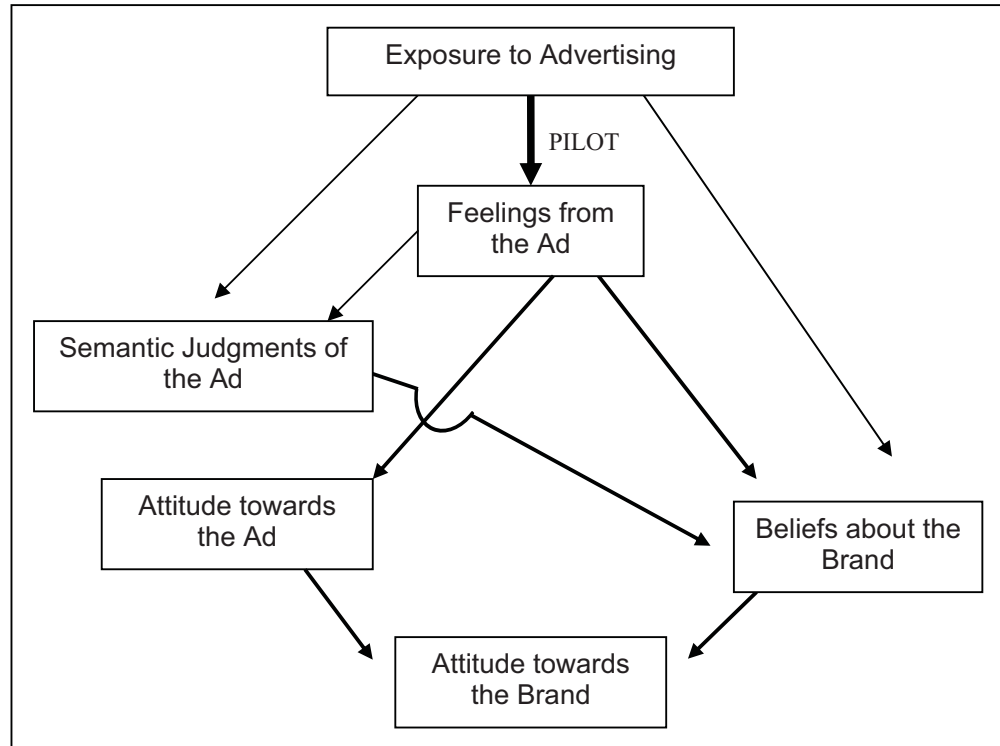 Exposure to Advertising
PILOT
Feelings from
the Ad
Semantic Judgments of
the Ad
Attitude towards
the Ad
Beliefs about the
Brand
Attitude towards
the Brand